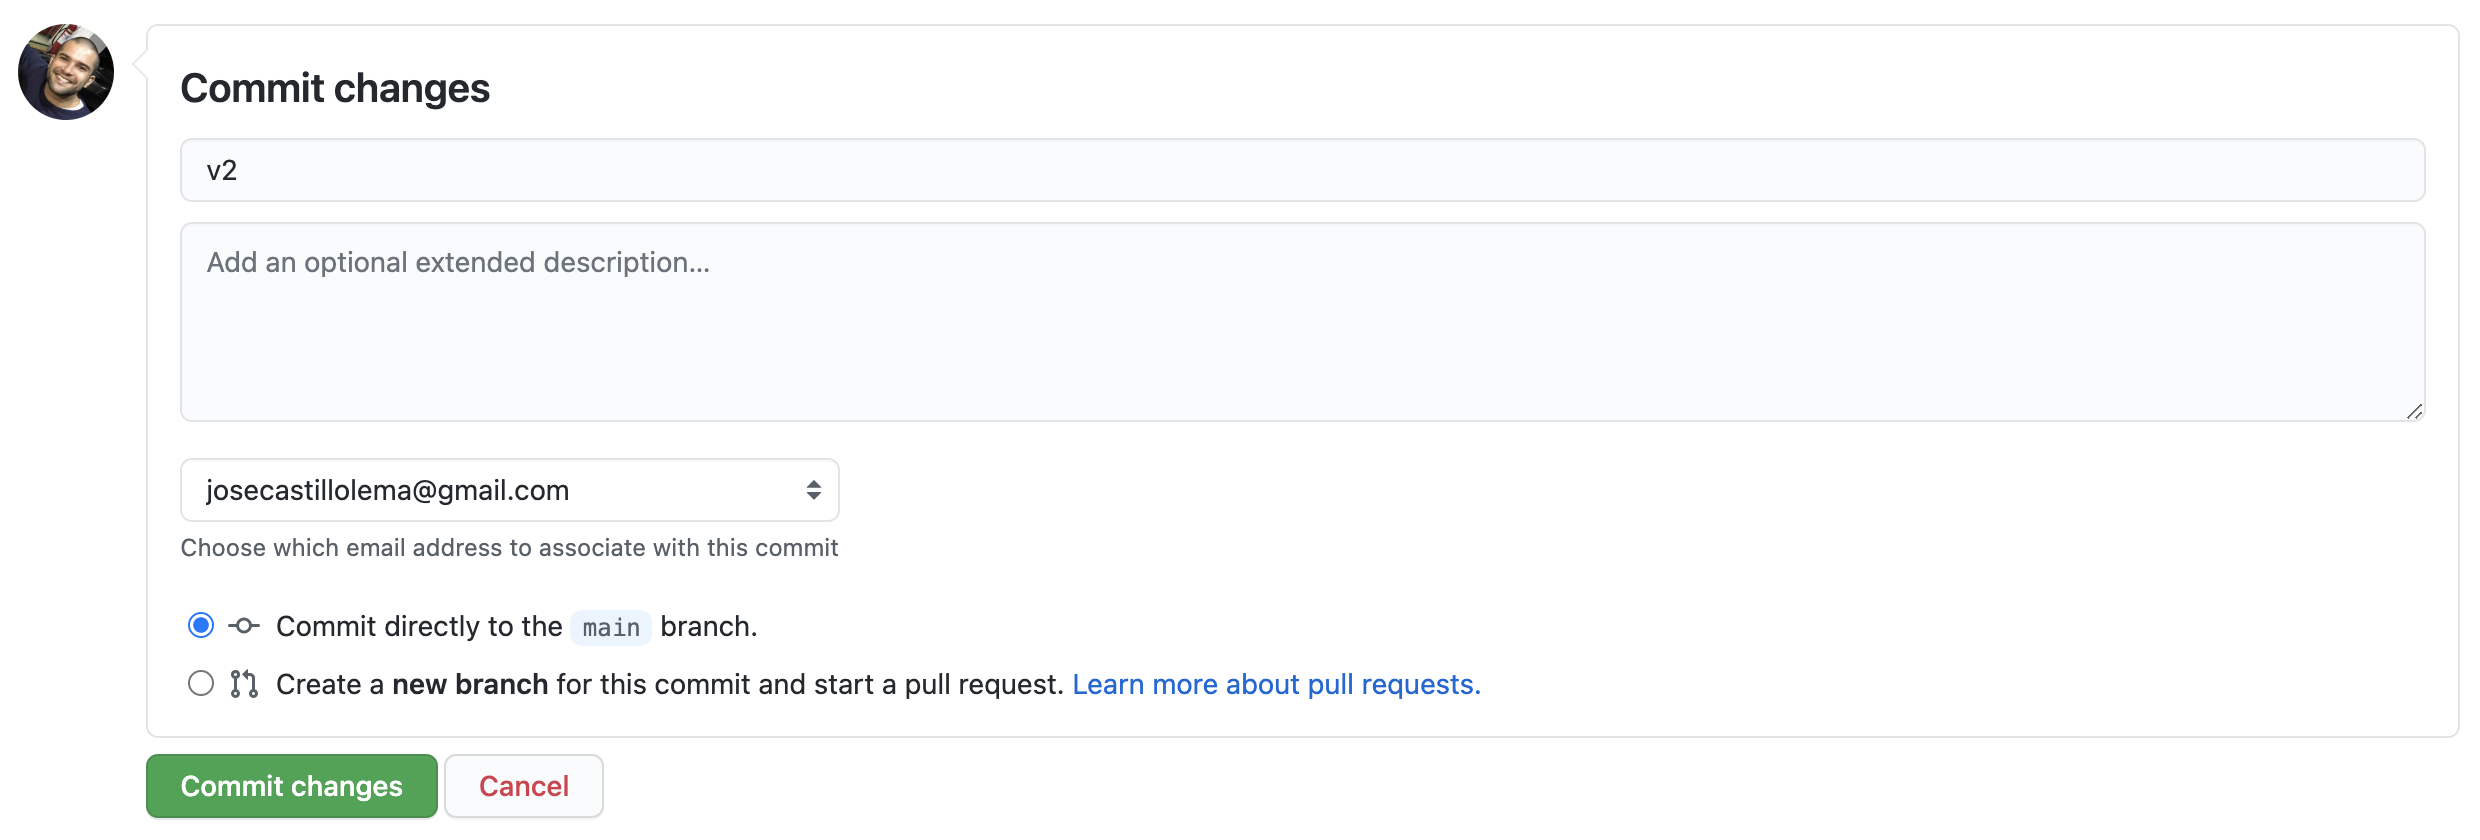 Commit changes
v2
Add an optional extended description...
josecastillolema@gmail.com
Choose which email address to associate with this commit
Commit directly to the main branch.
Create a new branch for this commit and start a pull request. Learn more about pull requests.
Commit changes Cancel